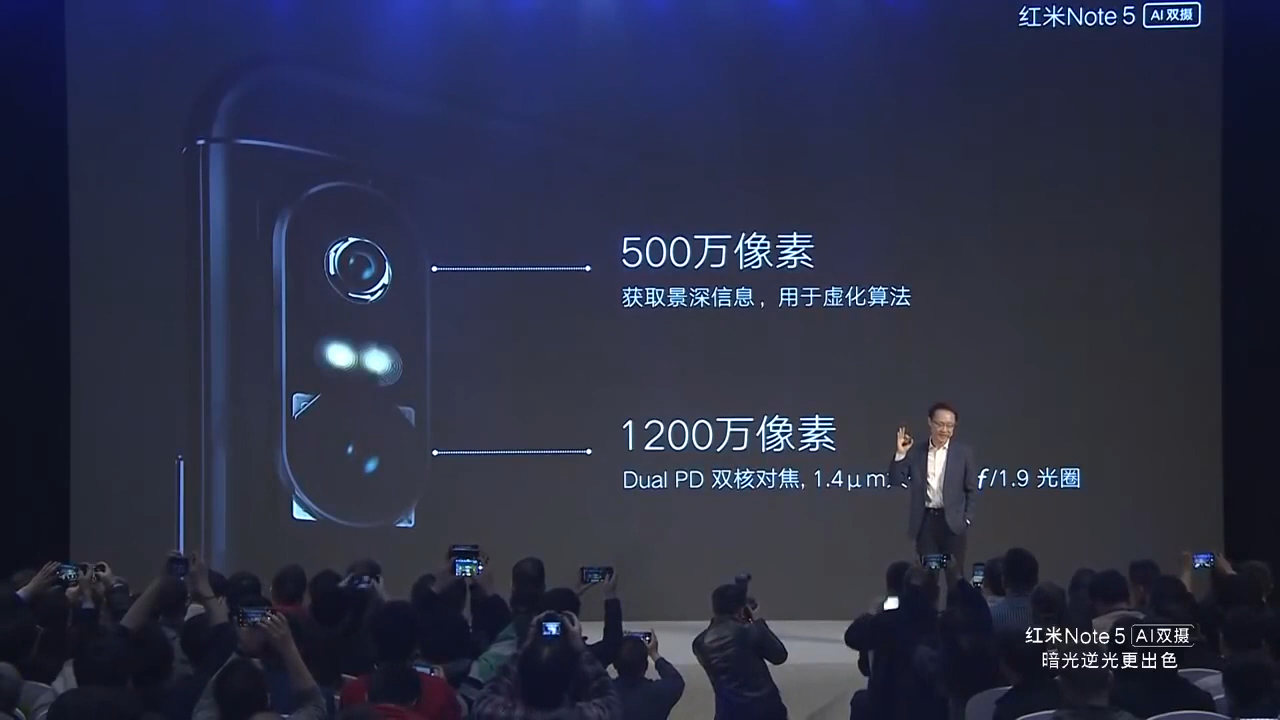 红米Note 5 AI 双摄
500万像素
获取景深信息，用于虚化算法
1200万像素
Dual PD 双核对焦, 1.4μm ƒ/1.9 光圈
红米Note 5 AI双摄
暗光逆光更出色